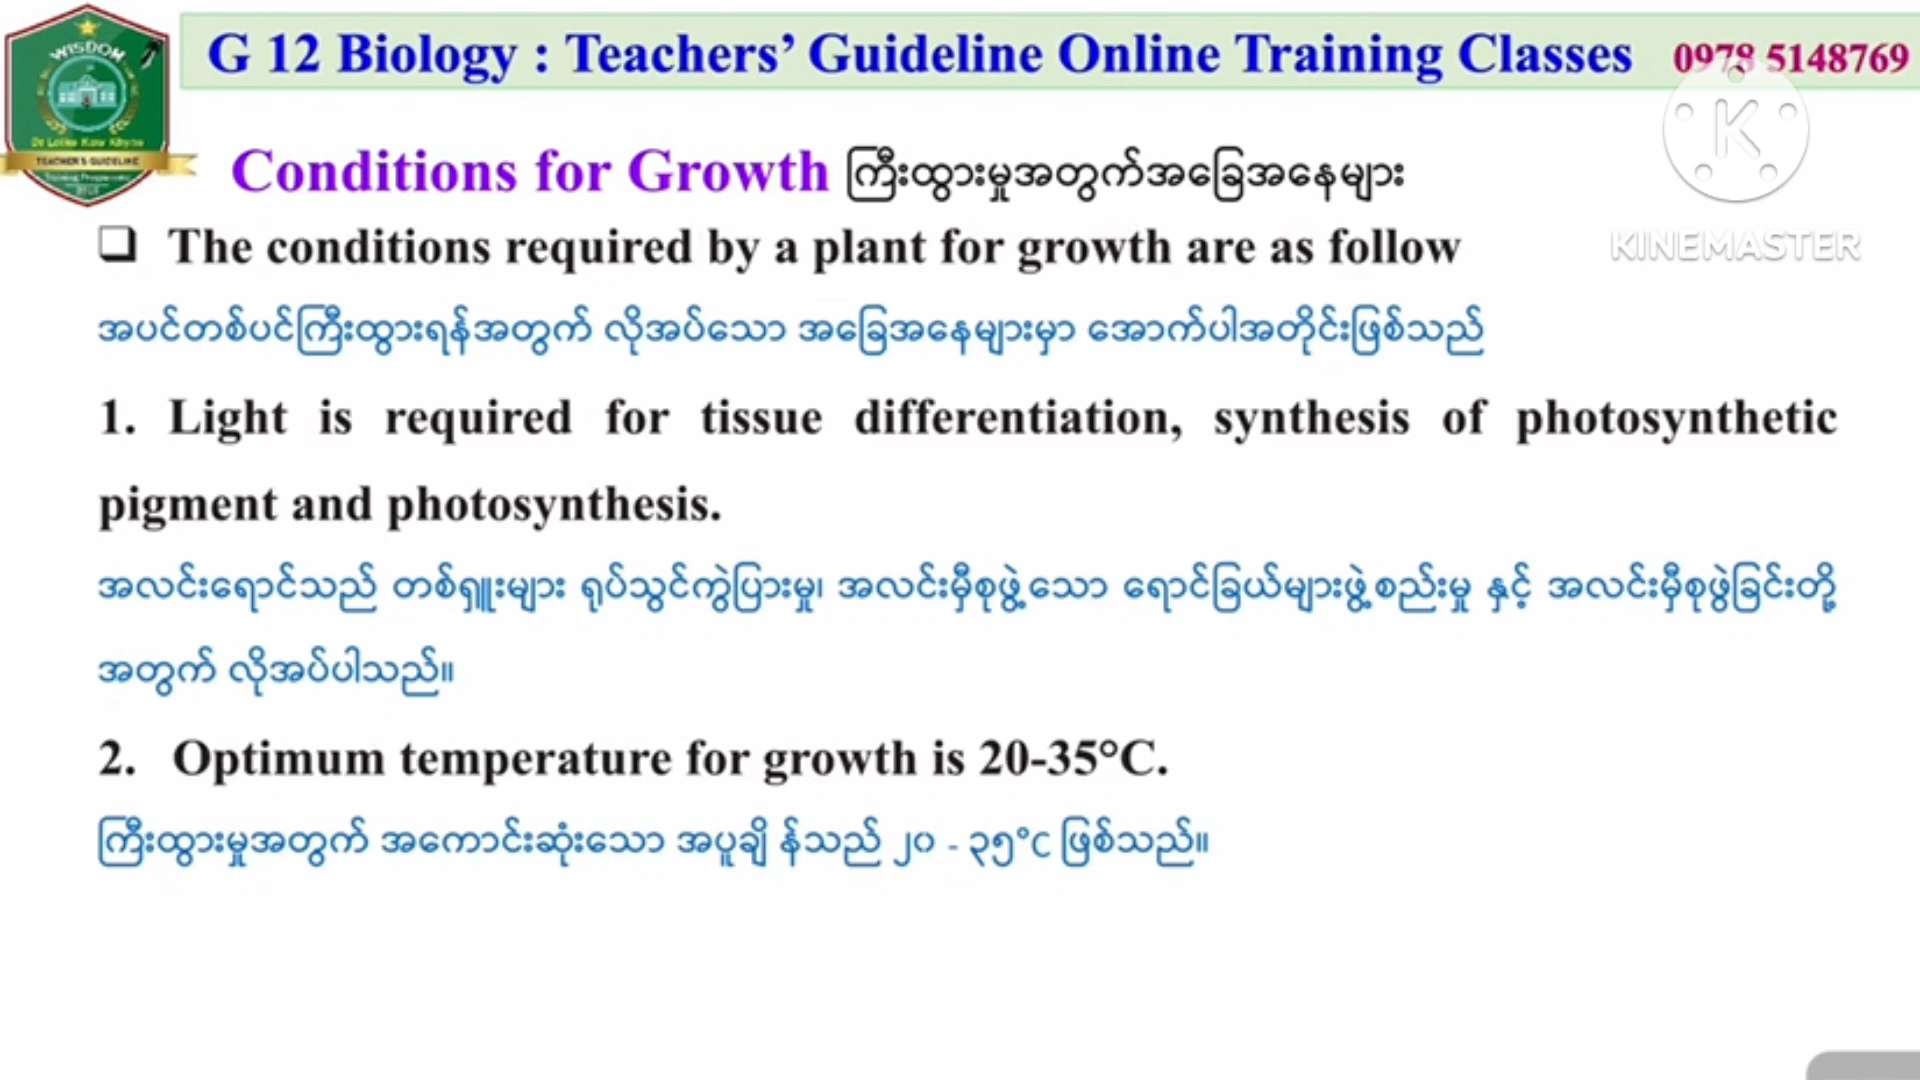 WISDOM
TEACHER'S GUIDELINE
G 12 Biology : Teachers’ Guideline Online Training Classes 0978 5148769
KINEMASTER
Conditions for Growth ကြီးထွားမှုအတွက်အခြေအနေများ
❑ The conditions required by a plant for growth are as follow
အပင်တစ်ပင်ကြီးထွားရန်အတွက် လိုအပ်သော အခြေအနေများမှာ အောက်ပါအတိုင်းဖြစ်သည်
1. Light is required for tissue differentiation, synthesis of photosynthetic
pigment and photosynthesis.
အလင်းရောင်သည် တစ်ရှူးများ ရုပ်သွင်ကွဲပြားမှု၊ အလင်းမှီစုဖွဲ့သော ရောင်ခြယ်များဖွဲ့စည်းမှု နှင့် အလင်းမှီစုဖွဲခြင်းတို့
အတွက် လိုအပ်ပါသည်။
2. Optimum temperature for growth is 20-35°C.
ကြီးထွားမှုအတွက် အကောင်းဆုံးသော အပူချိ န်သည် ၂၀ - ၃၅°C ဖြစ်သည်။